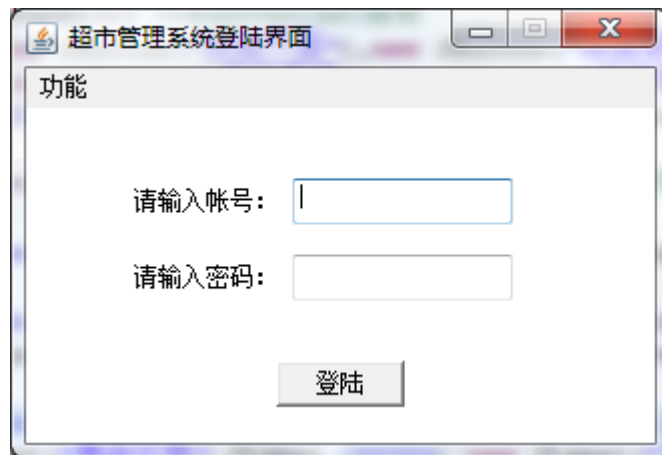 超市管理系统登陆界面
功能
请输入帐号：
请输入密码：
登陆